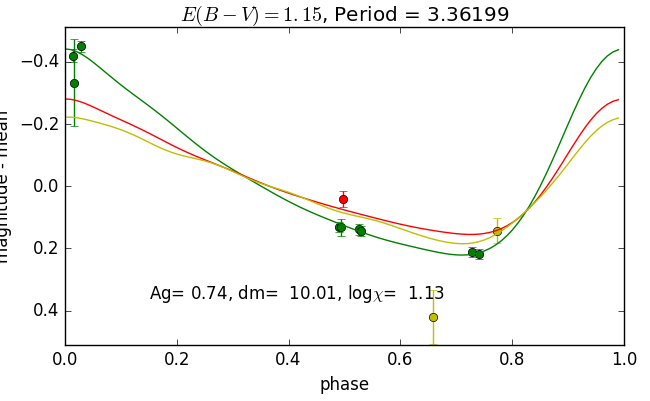 E(B − V) = 1.15, Period = 3.36199
magnitude - mean
−0.4
−0.2
0.0
0.2
0.4
Ag= 0.74, dm= 10.01, logχ= 1.13
0.0 0.2 0.4 0.6 0.8 1.0
phase